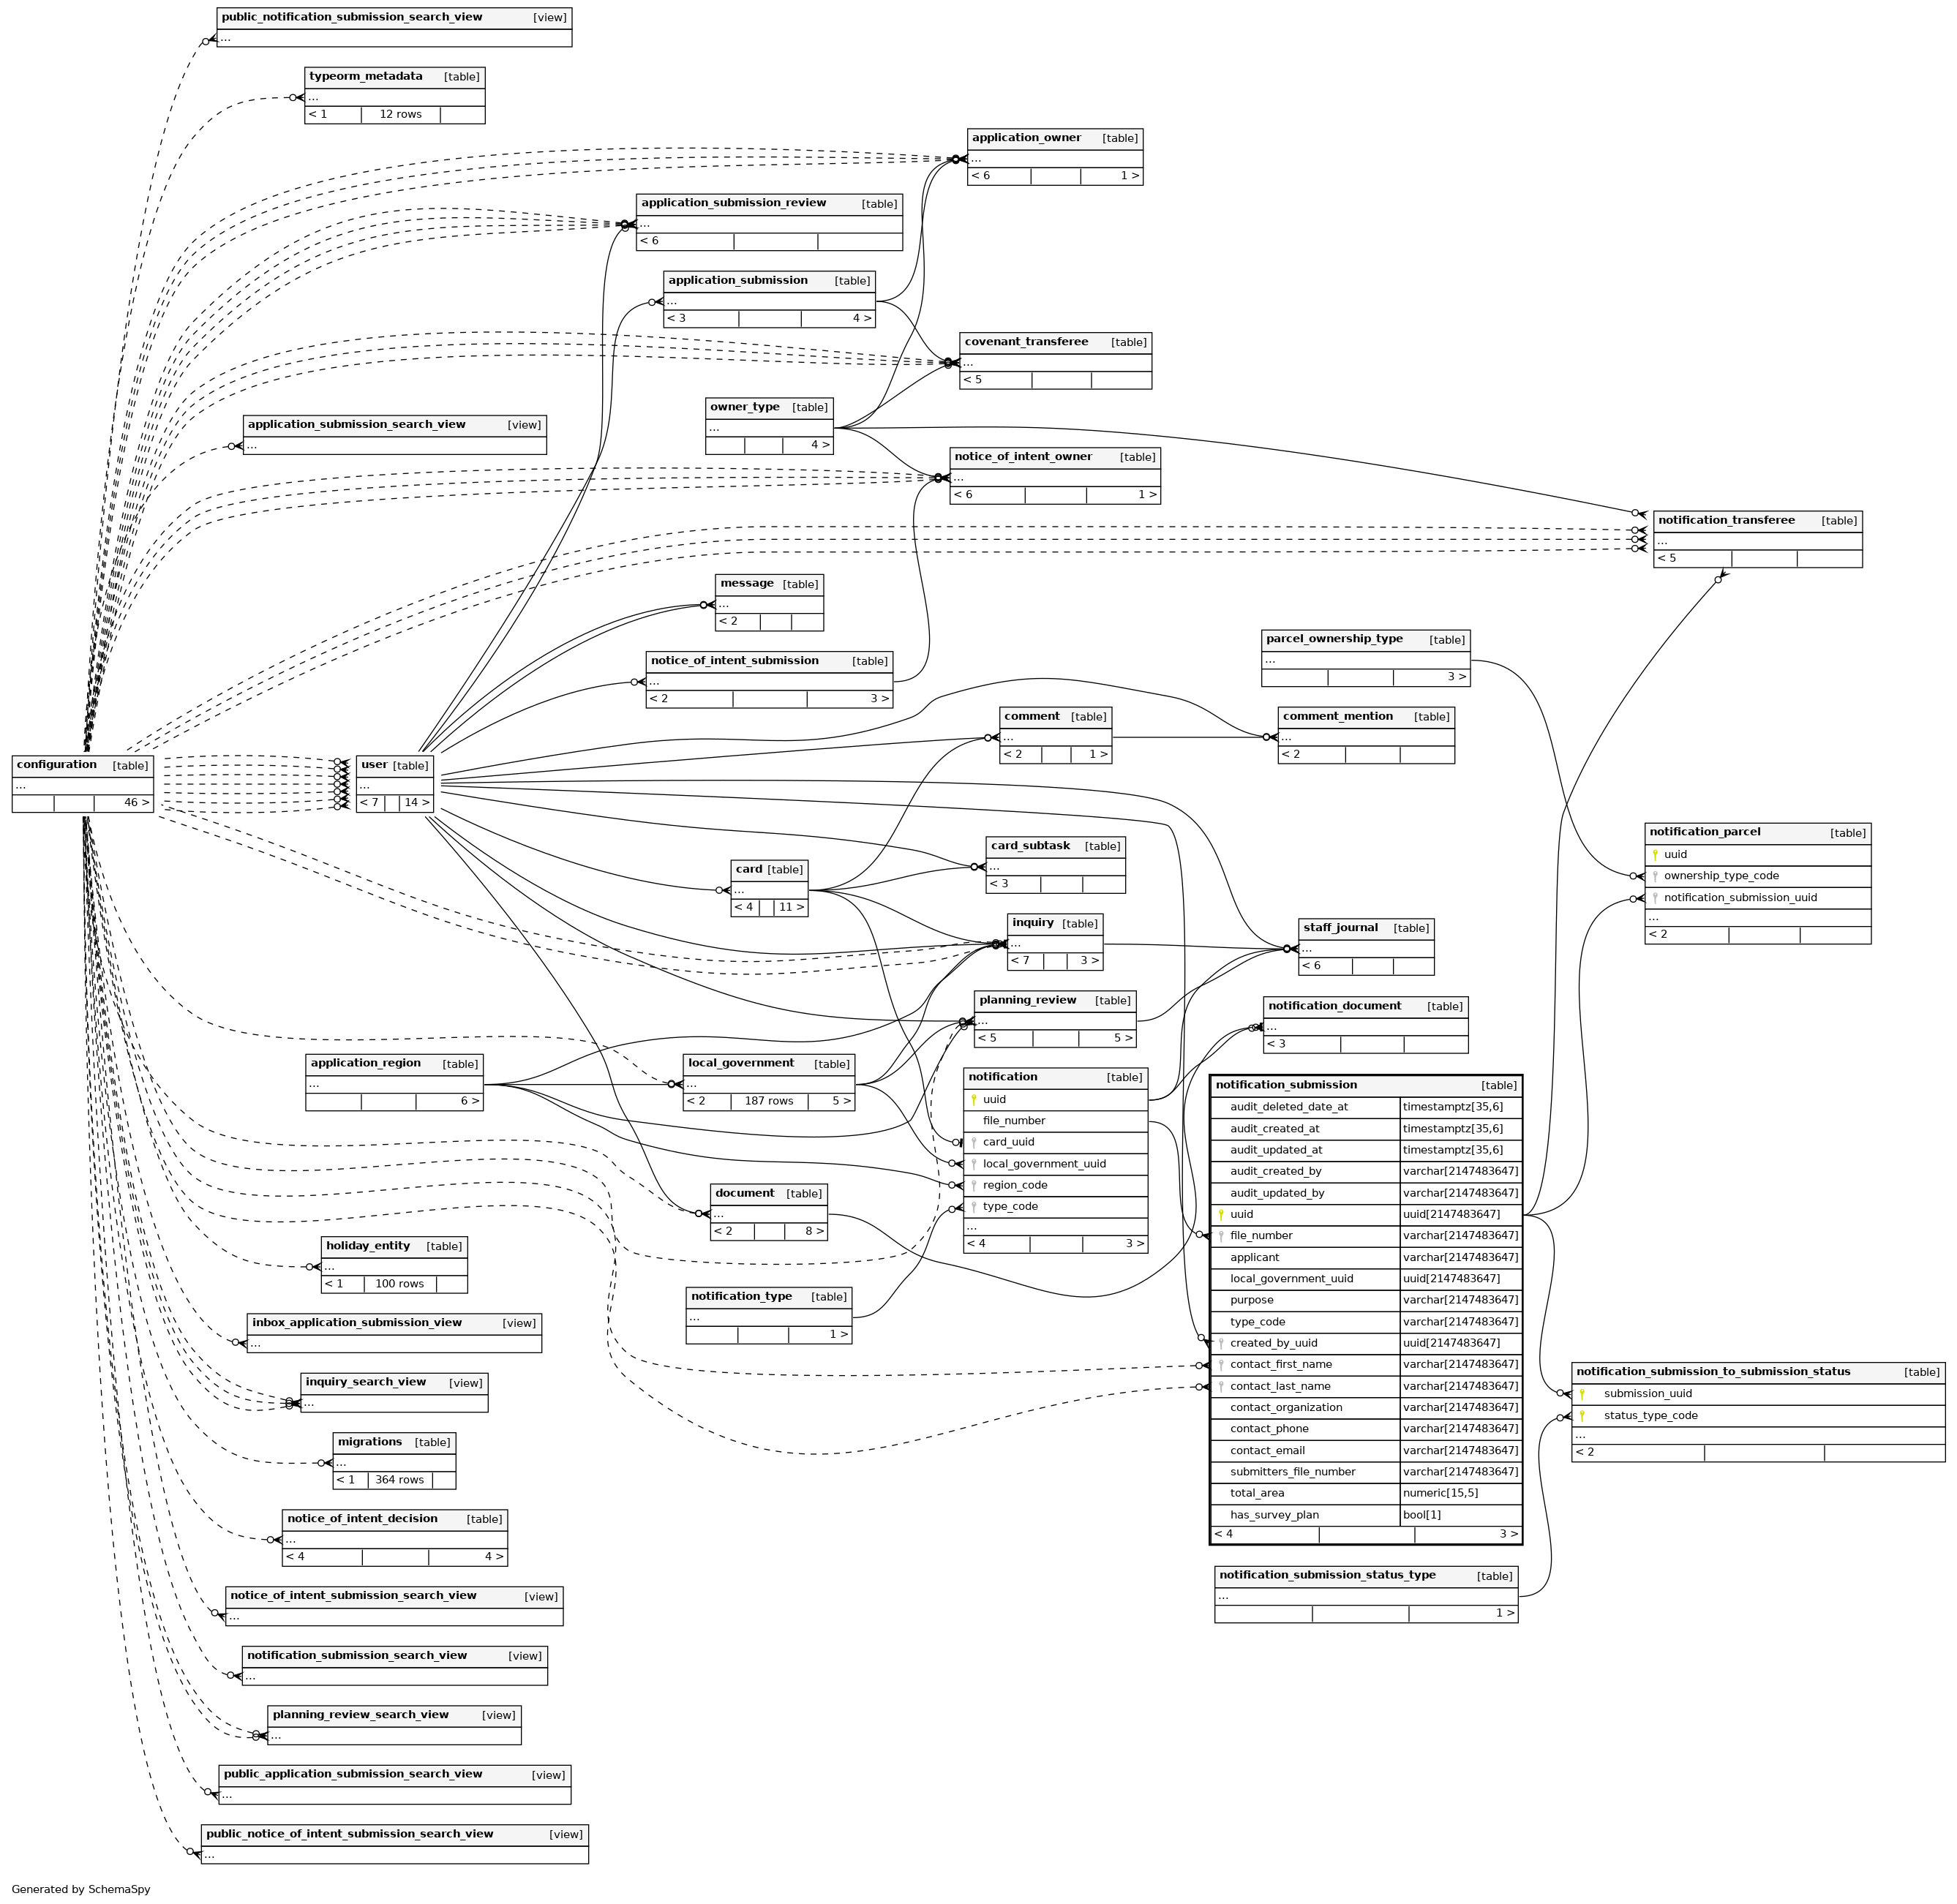 public_notification_submission_search_view [view]
...
typeorm_metadata [table]
...
< 1 12 rows
application_owner [table]
...
< 6 1 >
application_submission_review [table]
...
< 6
application_submission [table]
...
< 3 4 >
covenant_transferee [table]
...
< 5
owner_type [table]
...
4 >
application_submission_search_view [view]
...
notice_of_intent_owner [table]
...
< 6 1 >
notification_transferee [table]
...
< 5
message [table]
...
< 2
parcel_ownership_type [table]
...
3 >
notice_of_intent_submission [table]
...
< 2 3 >
comment [table]
...
< 2 1 >
comment_mention [table]
...
< 2
configuration [table]
...
46 >
user [table]
...
< 7 14 >
notification_parcel [table]
uuid
ownership_type_code
notification_submission_uuid
...
< 2
card_subtask [table]
...
< 3
card [table]
...
< 4 11 >
inquiry [table]
...
< 7 3 >
staff_journal [table]
...
< 6
planning_review [table]
...
< 5 5 >
notification_document [table]
...
< 3
application_region [table]
...
6 >
local_government [table]
...
< 2 187 rows 5 >
notification [table]
uuid
file_number
card_uuid
local_government_uuid
region_code
type_code
...
< 4 3 >
notification_submission [table]
audit_deleted_date_at timestamptz[35,6]
audit_created_at timestamptz[35,6]
audit_updated_at timestamptz[35,6]
audit_created_by varchar[2147483647]
audit_updated_by varchar[2147483647]
uuid uuid[2147483647]
file_number varchar[2147483647]
applicant varchar[2147483647]
local_government_uuid uuid[2147483647]
purpose varchar[2147483647]
type_code varchar[2147483647]
created_by_uuid uuid[2147483647]
contact_first_name varchar[2147483647]
contact_last_name varchar[2147483647]
contact_organization varchar[2147483647]
contact_phone varchar[2147483647]
contact_email varchar[2147483647]
submitters_file_number varchar[2147483647]
total_area numeric[15,5]
has_survey_plan bool[1]
< 4 3 >
document [table]
...
< 2 8 >
holiday_entity [table]
...
< 1 100 rows
notification_type [table]
...
1 >
inbox_application_submission_view [view]
...
inquiry_search_view [view]
...
notification_submission_to_submission_status [table]
submission_uuid
status_type_code
...
< 2
migrations [table]
...
< 1 364 rows
notice_of_intent_decision [table]
...
< 4 4 >
notification_submission_status_type [table]
...
1 >
notice_of_intent_submission_search_view [view]
...
notification_submission_search_view [view]
...
planning_review_search_view [view]
...
public_application_submission_search_view [view]
...
public_notice_of_intent_submission_search_view [view]
...
Generated by SchemaSpy